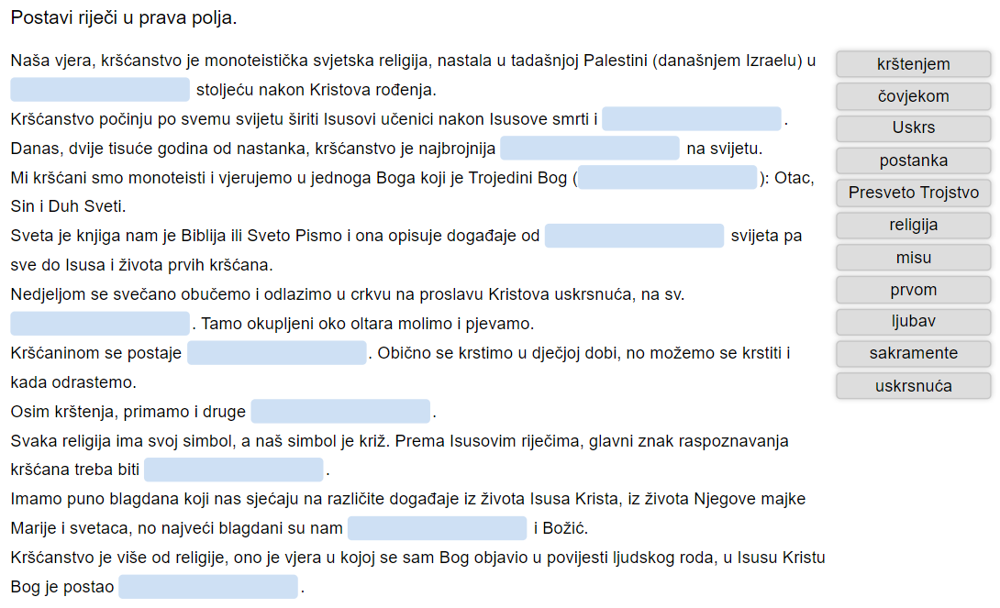 Postavi riječi u prava polja.
Naša vjera, kršćanstvo je monoteistička svjetska religija, nastala u tadašnjoj Palestini (današnjem Izraelu) u
stoljeću nakon Kristova rođenja.
Kršćanstvo počinju po svemu svijetu širiti Isusovi učenici nakon Isusove smrti i .
Danas, dvije tisuće godina od nastanka, kršćanstvo je najbrojnija na svijetu.
Mi kršćani smo monoteisti i vjerujemo u jednoga Boga koji je Trojedini Bog ( ): Otac,
Sin i Duh Sveti.
Sveta je knjiga nam je Biblija ili Sveto Pismo i ona opisuje događaje od svijeta pa
sve do Isusa i života prvih kršćana.
Nedjeljom se svečano obučemo i odlazimo u crkvu na proslavu Kristova uskrsnuća, na sv.
. Tamo okupljeni oko oltara molimo i pjevamo.
Kršćaninom se postaje . Obično se krstimo u dječjoj dobi, no možemo se krstiti i
kada odrastemo.
Osim krštenja, primamo i druge .
Svaka religija ima svoj simbol, a naš simbol je križ. Prema Isusovim riječima, glavni znak raspoznavanja
kršćana treba biti .
Imamo puno blagdana koji nas sjećaju na različite događaje iz života Isusa Krista, iz života Njegove majke
Marije i svetaca, no najveći blagdani su nam i Božić.
Kršćanstvo je više od religije, ono je vjera u kojoj se sam Bog objavio u povijesti ljudskog roda, u Isusu Kristu
Bog je postao .
krštenjem
čovjekom
Uskrs
postanka
Presveto Trojstvo
religija
misu
prvom
ljubav
sakramente
uskrsnuća